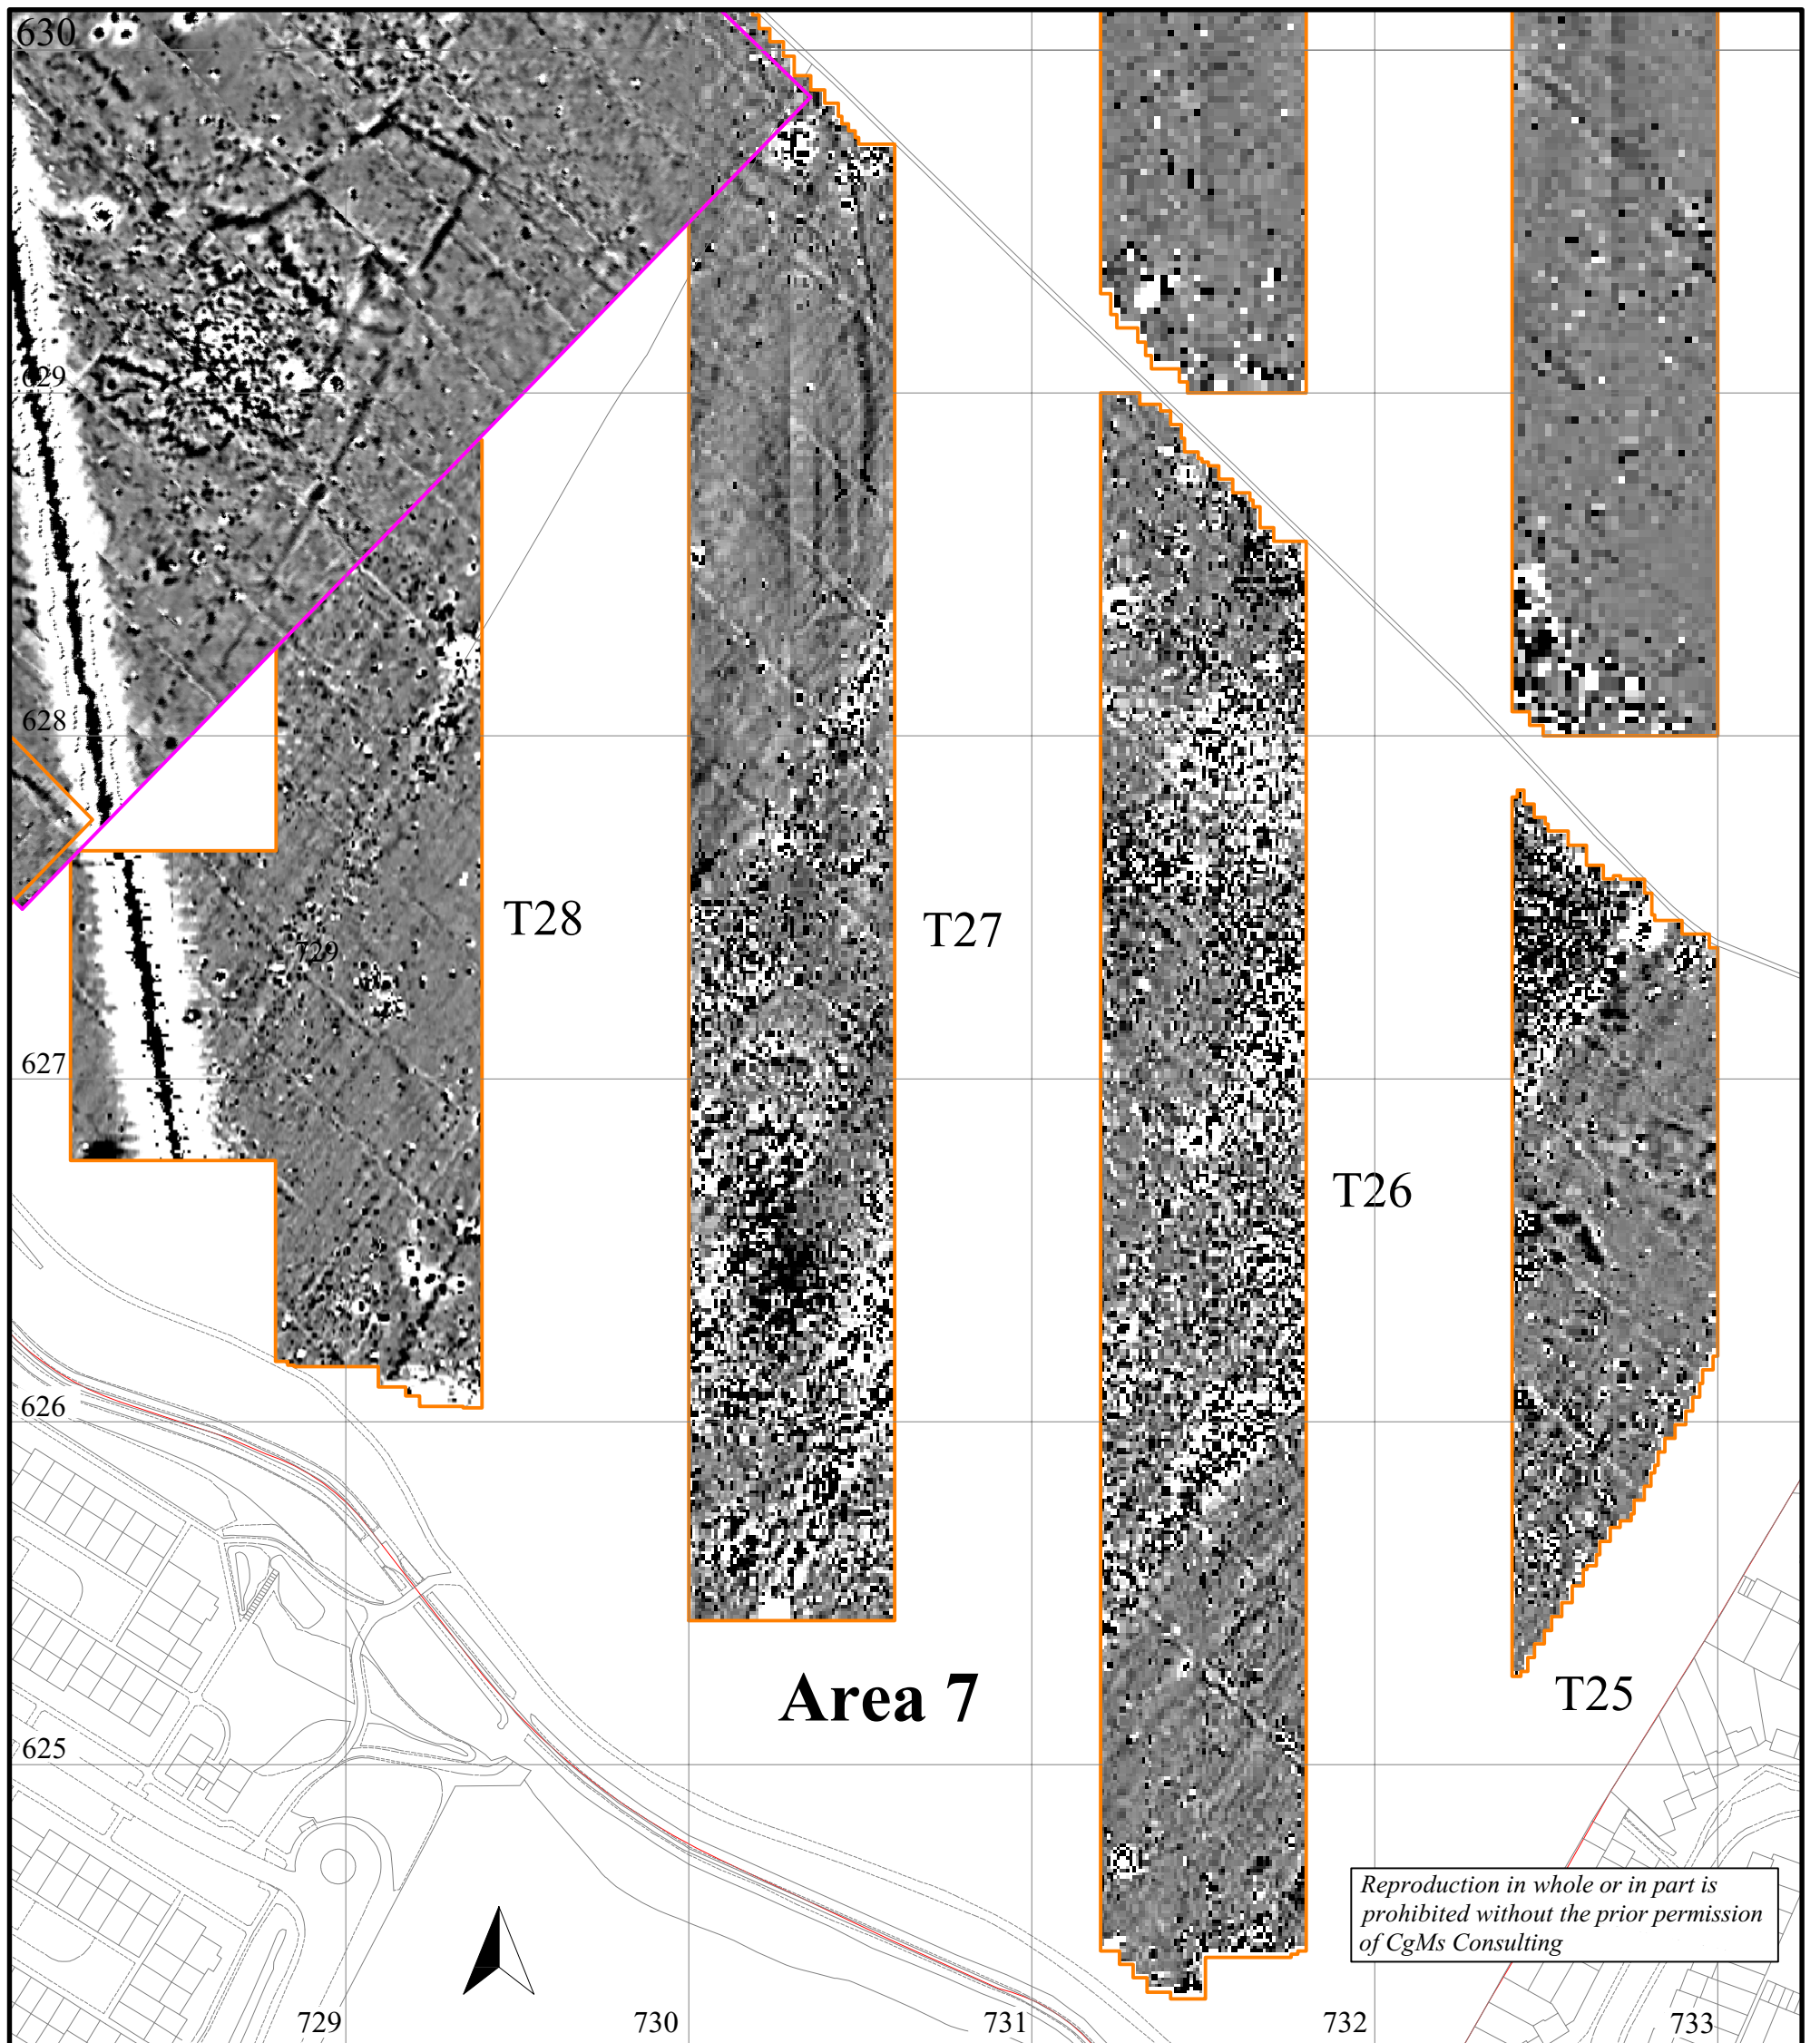 630
629
628
T28
T27
729
627
T26
626
Area 7
T25
625
Reproduction in whole or in part is
prohibited without the prior permission
of CgMs Consulting
729
730
731
732
733